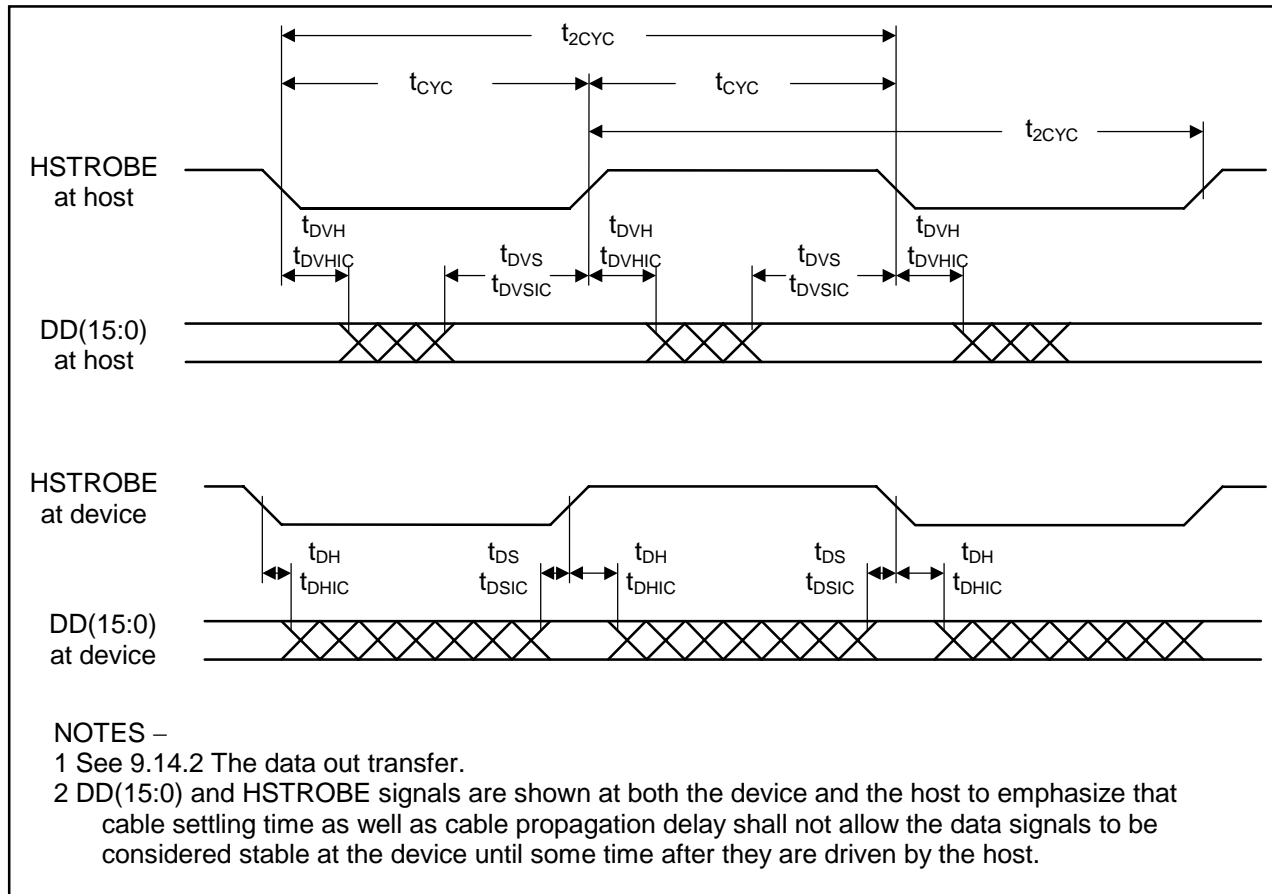 t2CYC
tCYC tCYC
t2CYC
HSTROBE
at host
tDVH tDVH tDVH
tDVHIC tDVS tDVHIC tDVS tDVHIC
tDVSIC tDVSIC
DD(15:0)
at host
HSTROBE
at device
tDH tDS tDH tDS tDH
tDHIC tDSIC tDHIC tDSIC tDHIC
DD(15:0)
at device
NOTES –
1 See 9.14.2 The data out transfer.
2 DD(15:0) and HSTROBE signals are shown at both the device and the host to emphasize that
cable settling time as well as cable propagation delay shall not allow the data signals to be
considered stable at the device until some time after they are driven by the host.